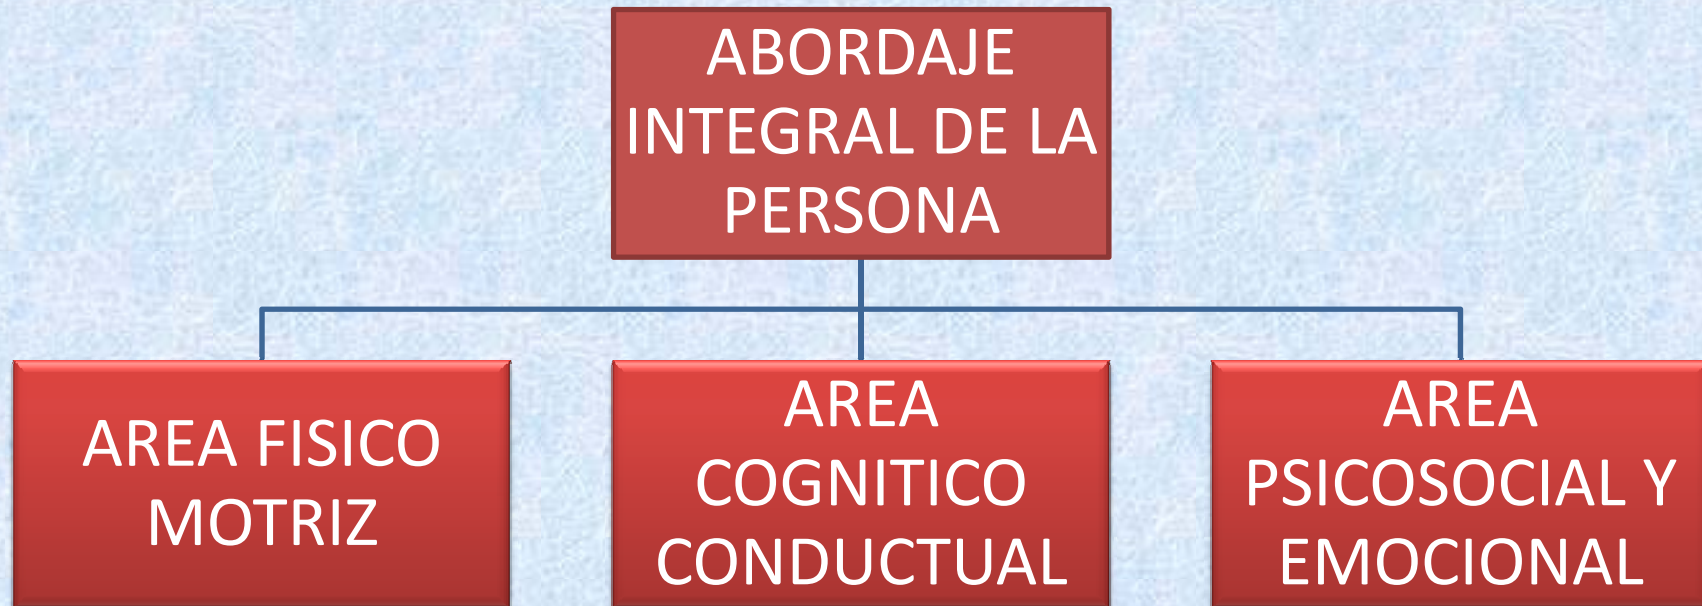 ABORDAJE
INTEGRAL DE LA
PERSONA
AREA FISICO
MOTRIZ
AREA
COGNITICO
CONDUCTUAL
AREA
PSICOSOCIAL Y
EMOCIONAL